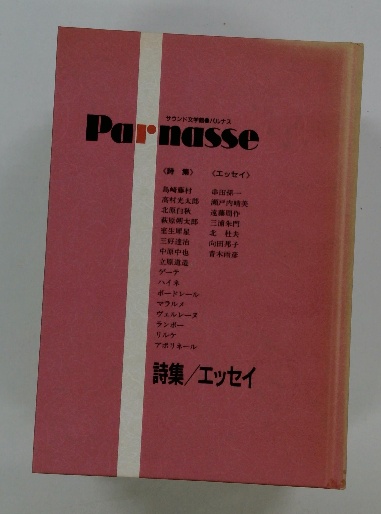 サウンド文学館●パルナス
Parnasse
〈詩 集〉
島崎藤村
高村光太郎
北原白秋
萩原朔太郎
室生犀星
三好達治
中原中也
立原道造
ゲーテ
ハイネ
ボードレール
マラルメ
ヴェルレーヌ
ランボー
リルケ
アポリネール
〈エッセイ〉
串田孫一
瀬戸内晴美
遠藤周作
三浦朱門
北 杜夫
向田邦子
青木雨彦
詩集/エッセイ